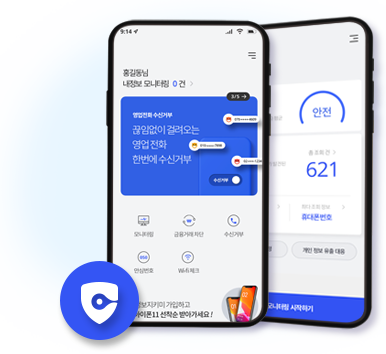 9:14
홍길동님
내정보 모니터링 0 건 >
3/5 →
영업전화 수신거부
끊임없이 걸려오는
영업 전화
한번에 수신거부
수신거부
모니터링
금융거래 차단
수신거부
050
안심번호
Wi-Fi 체크
보지키미 가입하고
이폰11 선착순 받아가세요!
안전
총 조회건 >
621
휴대폰번호
개인 정보 유출 대응
모니터링 시작하기